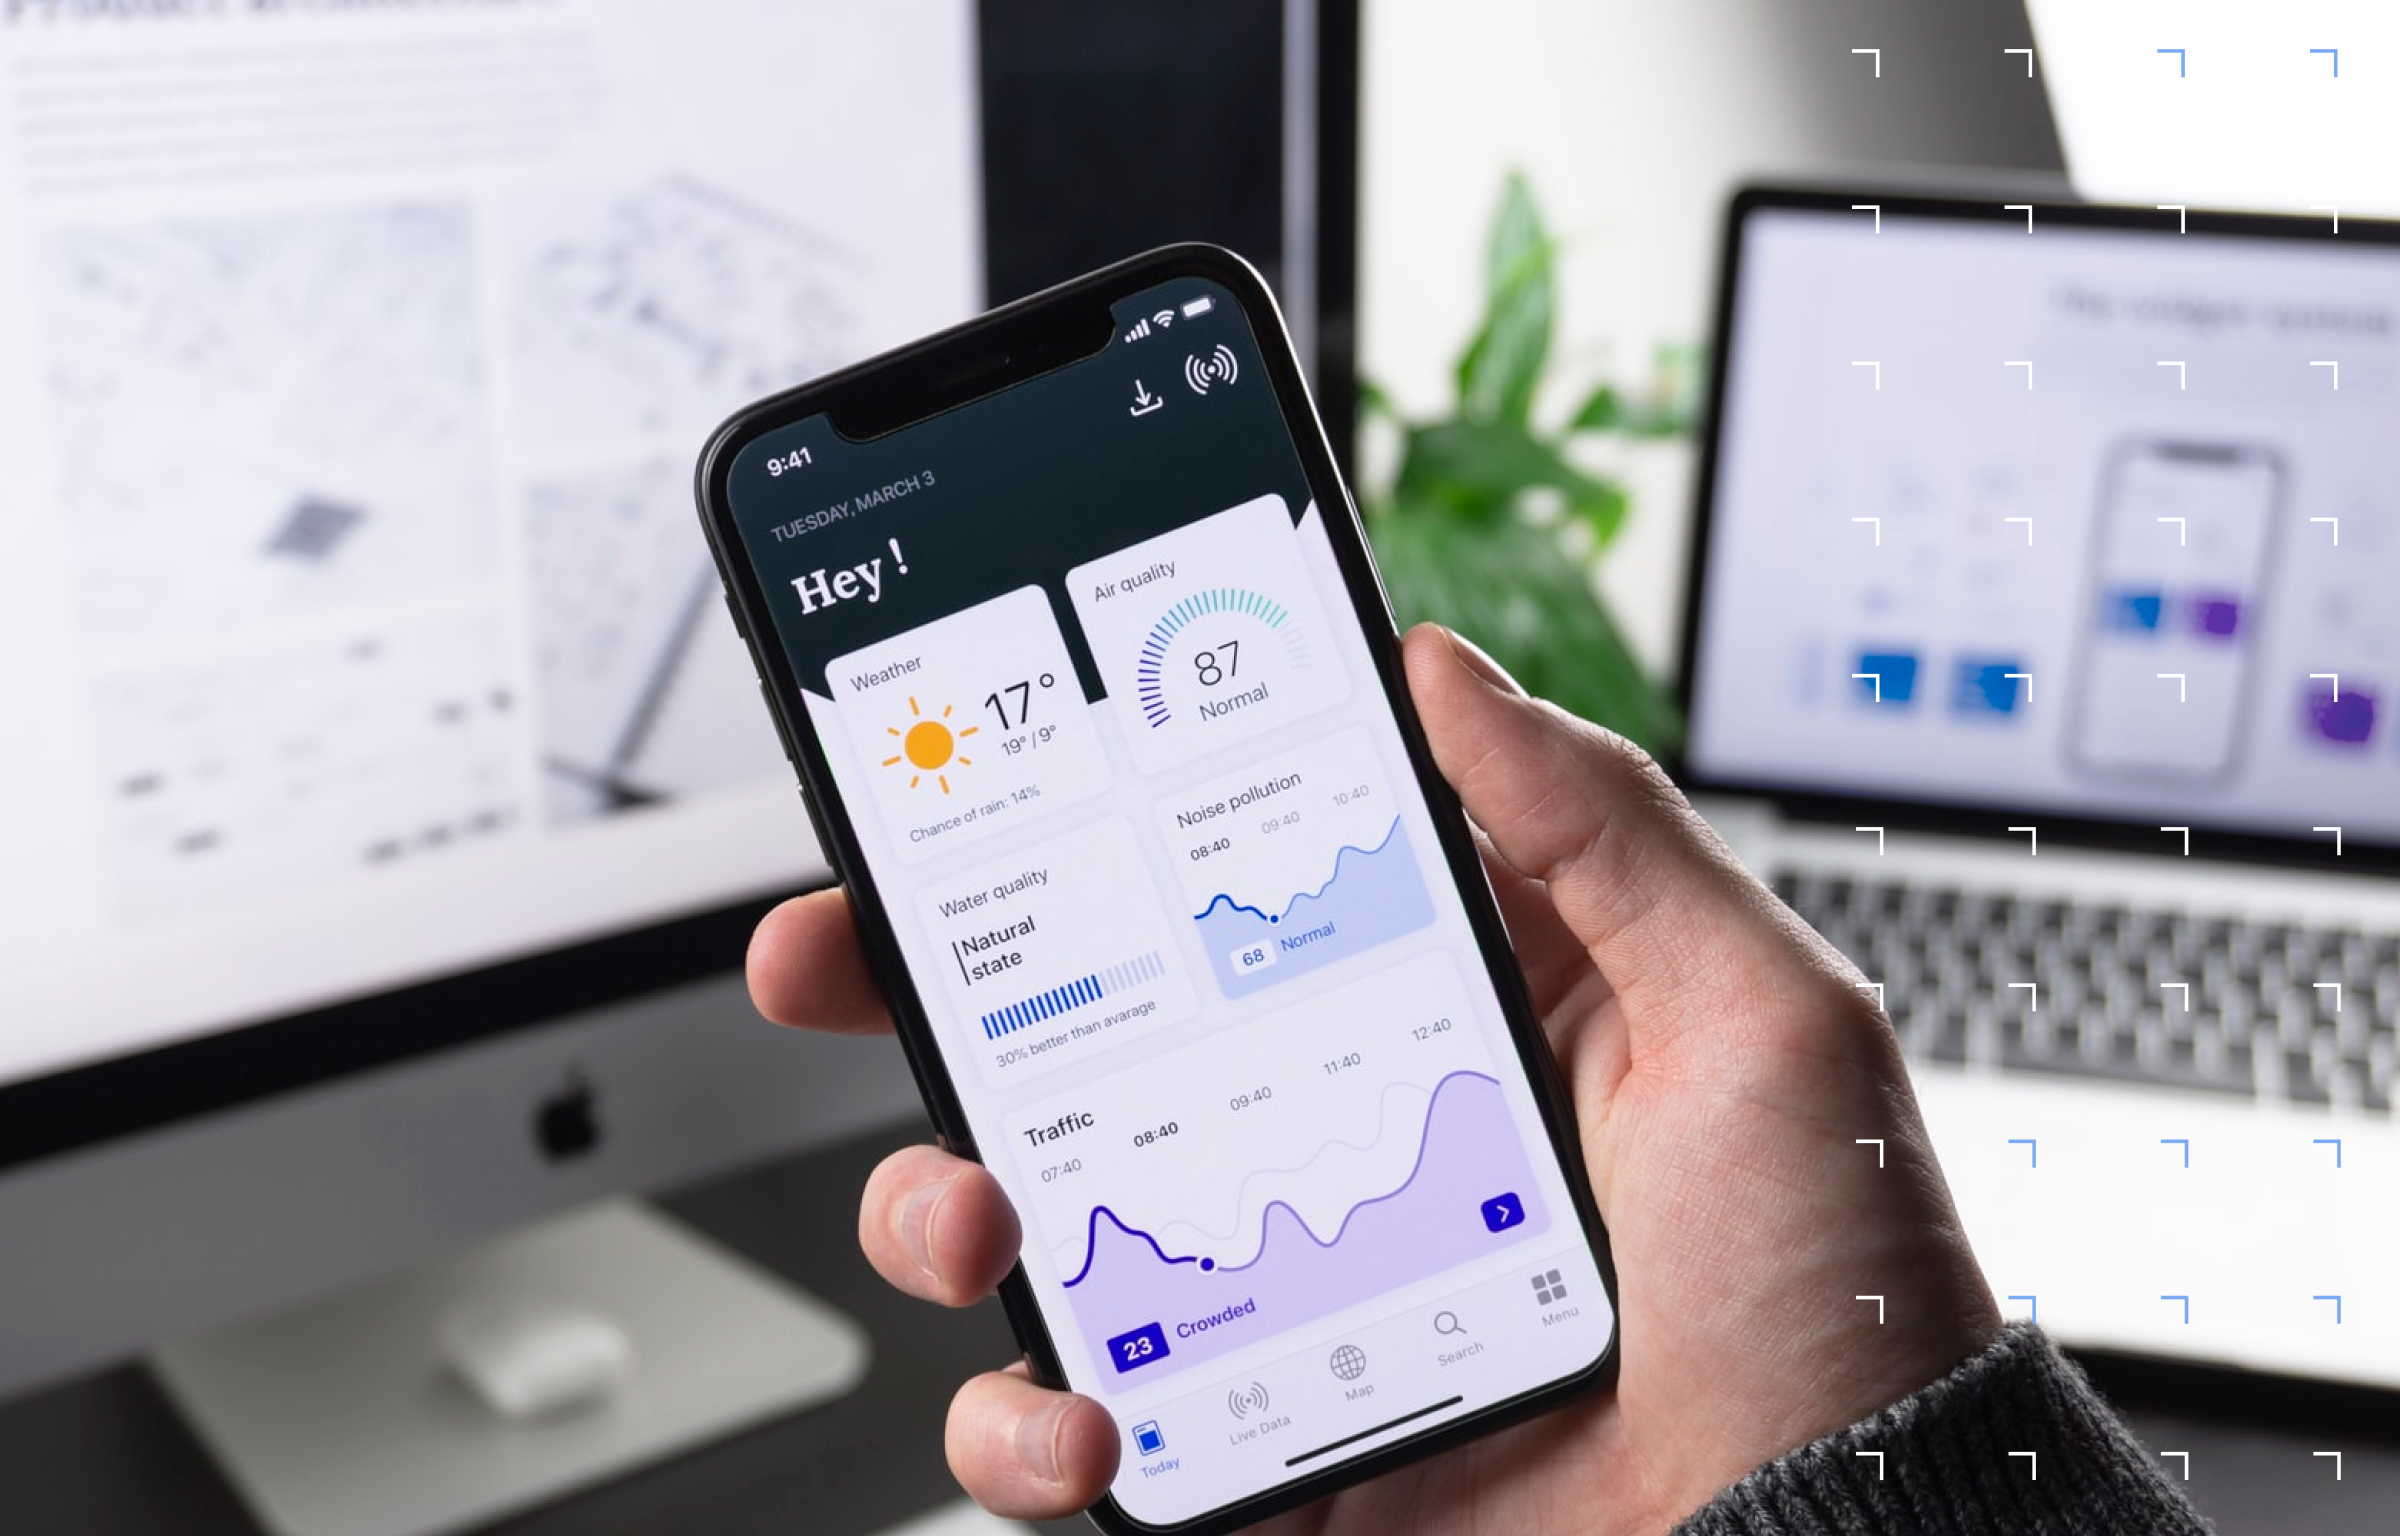 9:41
TUESDAY, MARCH 3
Hey !
Weather
17°
19° / 9°
Chance of rain: 14%
Air quality
87
Normal
Water quality
Natural
state
30% better than avarage
Noise pollution
08:40 09:40 10:40
68 Normal
Traffic
07:40 08:40 09:40 11:40 12:40
23 Crowded
Today Live Data Map Search Menu